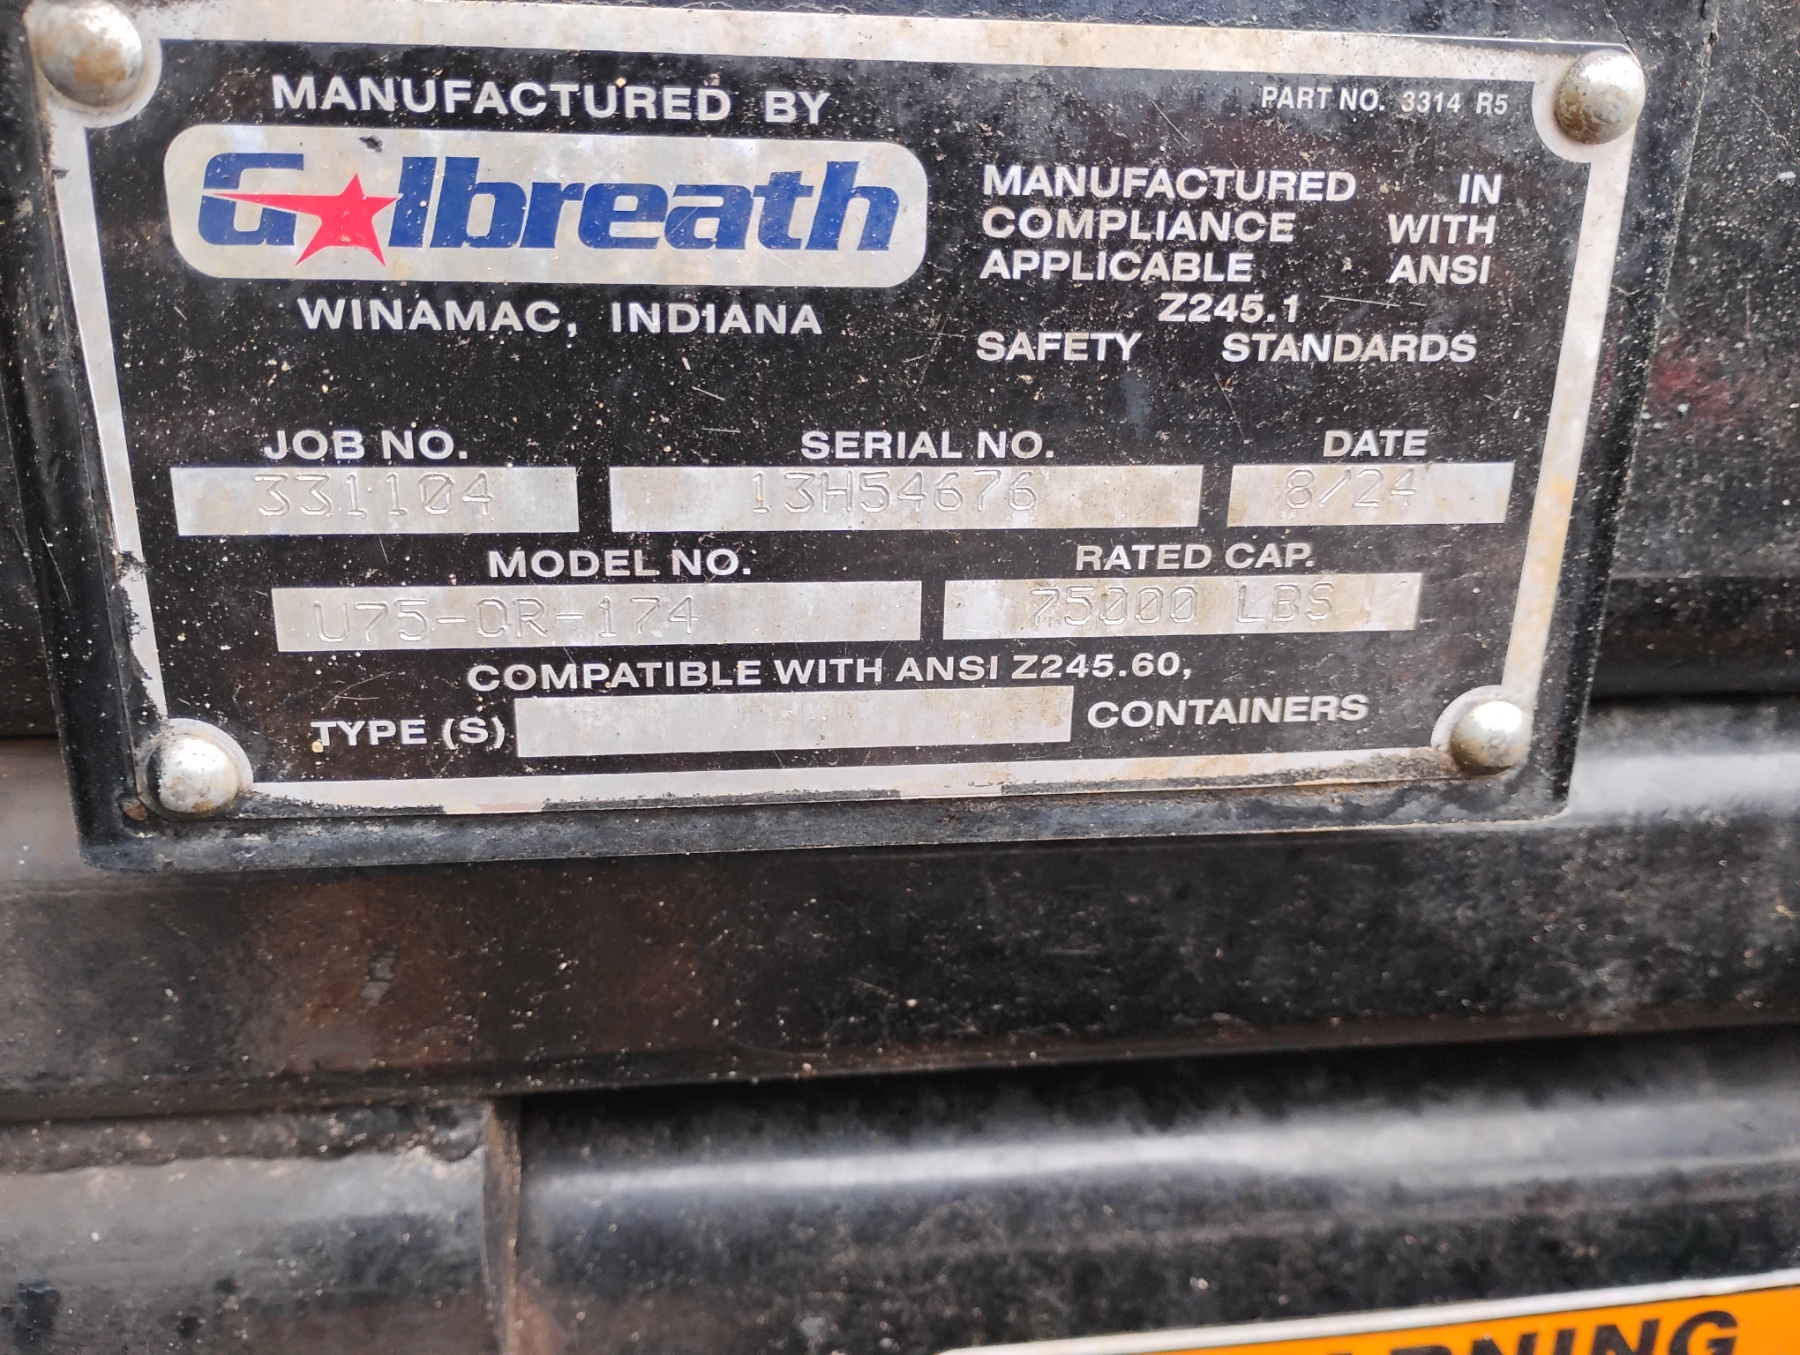 MANUFACTURED BY
PART NO. 3314 R5
Galbreath
WINAMAC, INDIANA
MANUFACTURED IN
COMPLIANCE WITH
APPLICABLE ANSI
Z245.1
SAFETY STANDARDS
JOB NO. SERIAL NO. DATE
331104 13H54676 8/24
MODEL NO. RATED CAP.
U75-OR-174 75000 LBS
COMPATIBLE WITH ANSI Z245.60,
TYPE (S) CONTAINERS